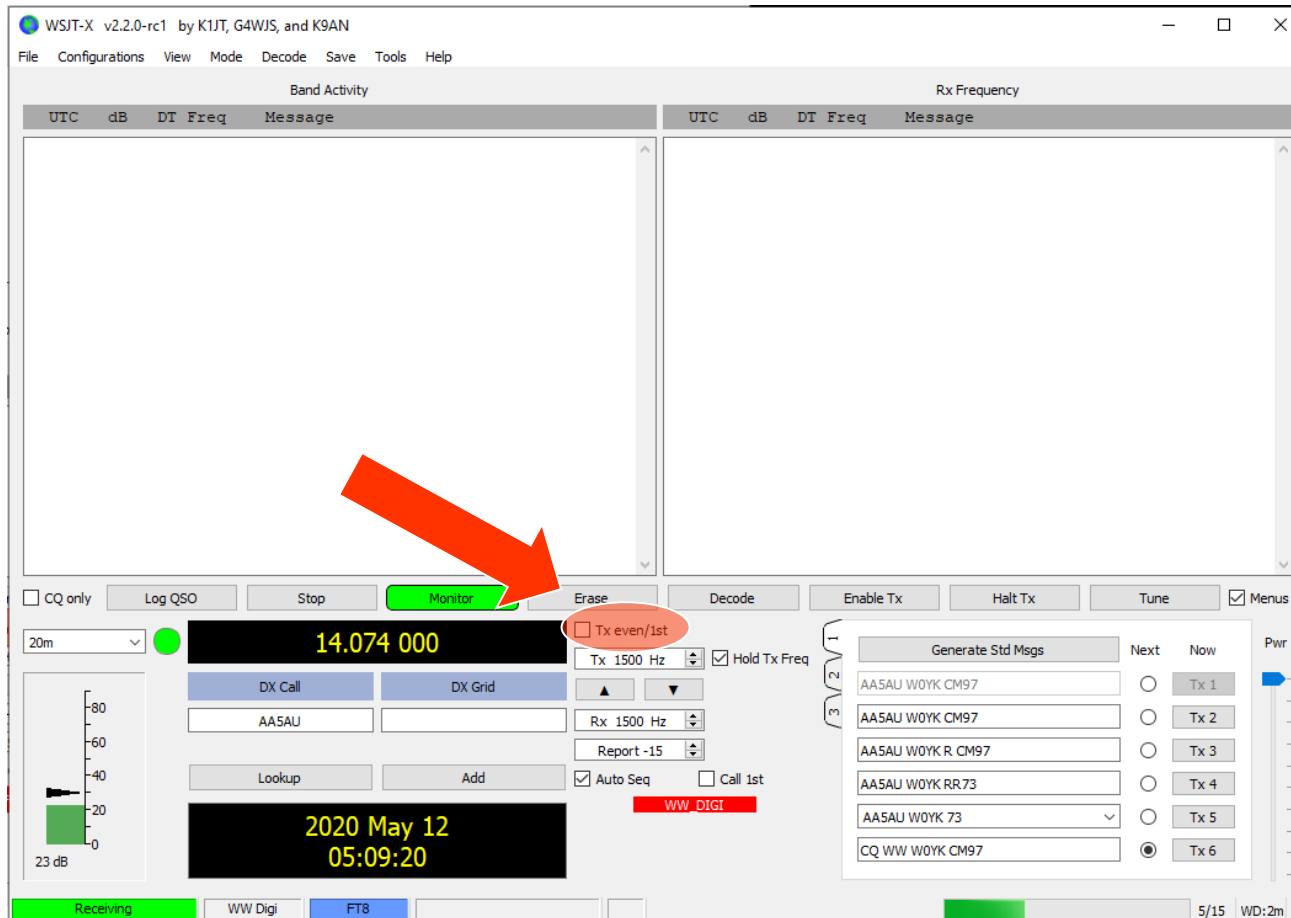 WSJT-X v2.2.0-rc1 by K1JT, G4WJS, and K9AN
File Configurations View Mode Decode Save Tools Help
Band Activity Rx Frequency
UTC dB DT Freq Message UTC dB DT Freq Message
CQ only Log QSO Stop Monitor Erase Decode Enable Tx Halt Tx Tune Menus
20m 14.074 000 Tx even/1st
Tx 1500 Hz Hold Tx Freq
DX Call DX Grid
AA5AU
Rx 1500 Hz
Report -15
Lookup Add
Auto Seq Call 1st
WW_DIGI
2020 May 12
05:09:20
-80
-60
-40
-20
0
23 dB
1
2
3
Generate Std Msgs Next Now Pwr
AA5AU W0YK CM97 Tx 1
AA5AU W0YK CM97 Tx 2
AA5AU W0YK R CM97 Tx 3
AA5AU W0YK RR73 Tx 4
AA5AU W0YK 73 Tx 5
CQ WW W0YK CM97 Tx 6
Receiving WW Digi FT8 5/15 WD:2m